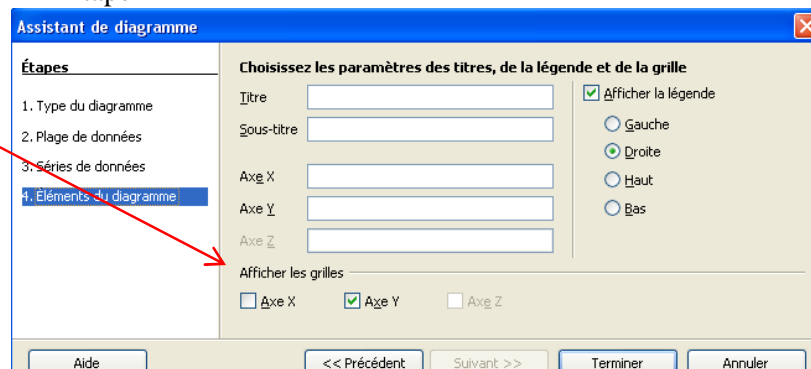 Assistant de diagramme
Étapes
1. Type du diagramme
2. Plage de données
3. Séries de données
4. Éléments du diagramme
Choisissez les paramètres des titres, de la légende et de la grille
Titre
Sous-titre
Axe X
Axe Y
Axe Z
Afficher la légende
Gauche
Droite
Haut
Bas
Afficher les grilles
Axe X
Axe Y
Axe Z
Aide
<< Précédent
Suivant >>
Terminer
Annuler